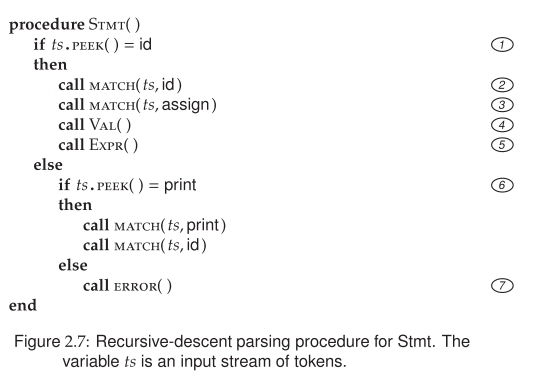 procedure STMT( )
if ts.PEEK( ) = id 1
then
call MATCH(ts, id) 2
call MATCH(ts, assign) 3
call VAL( ) 4
call EXPR( ) 5
else
if ts.PEEK( ) = print 6
then
call MATCH(ts, print)
call MATCH(ts, id)
else
call ERROR( ) 7
end
Figure 2.7: Recursive-descent parsing procedure for Stmt. The
variable ts is an input stream of tokens.